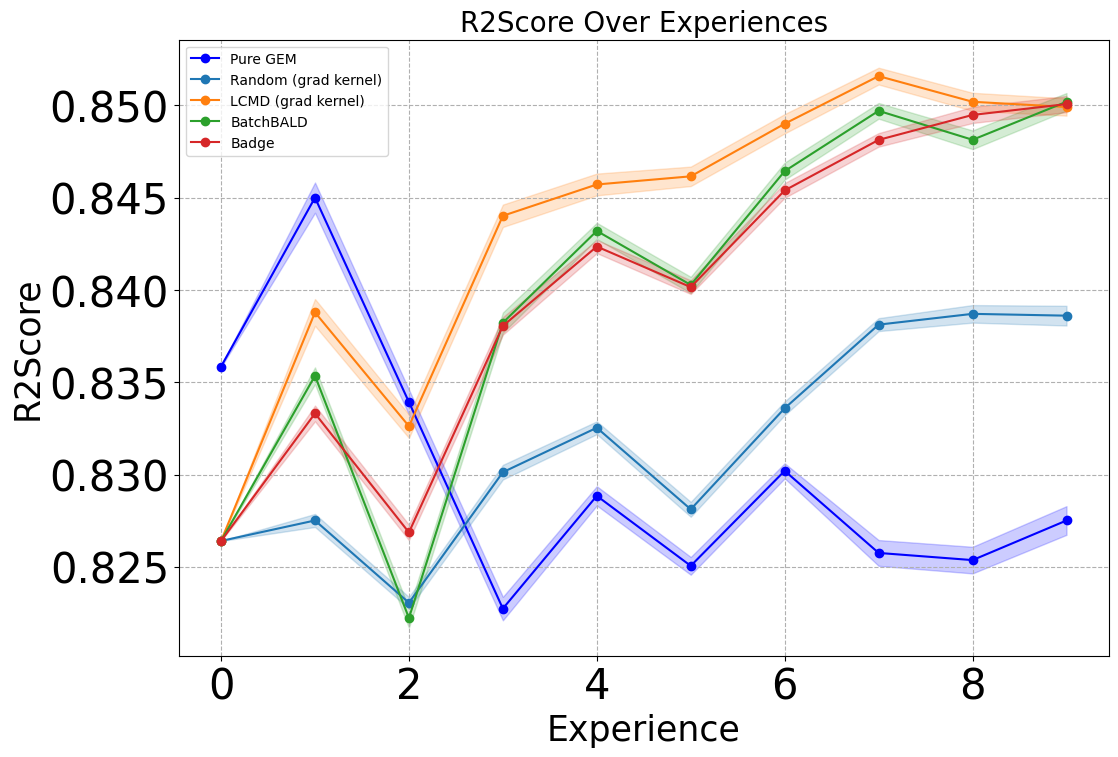 R2Score Over Experiences
Pure GEM
Random (grad kernel)
LCMD (grad kernel)
BatchBALD
Badge
0.850
0.845
0.840
0.835
0.830
0.825
R2Score
0 2 4 6 8
Experience